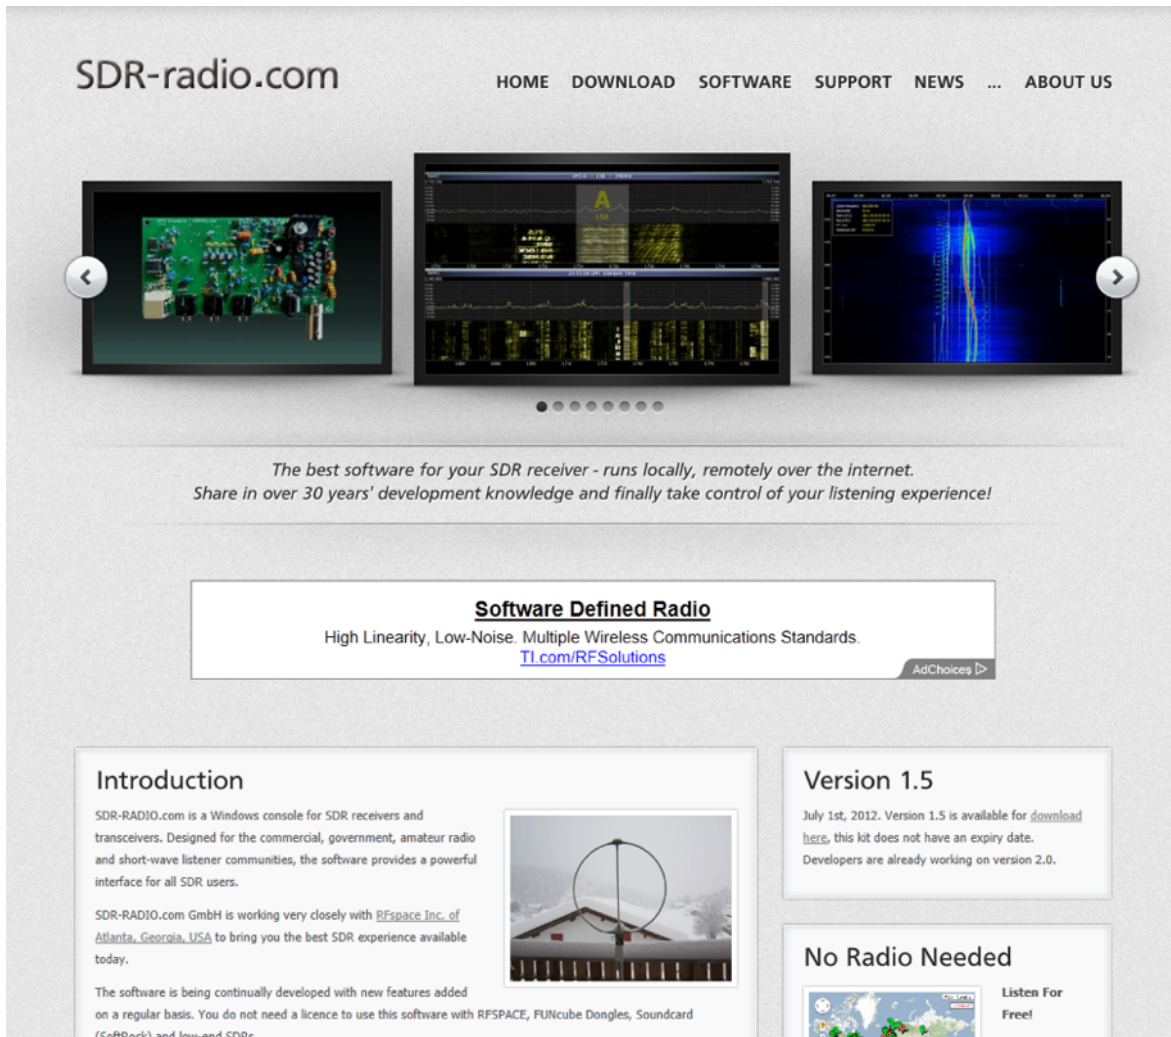 SDR-radio.com
HOME DOWNLOAD SOFTWARE SUPPORT NEWS ... ABOUT US
A
LSB
The best software for your SDR receiver - runs locally, remotely over the internet.
Share in over 30 years' development knowledge and finally take control of your listening experience!
Software Defined Radio
High Linearity, Low-Noise. Multiple Wireless Communications Standards.
TI.com/RFSolutions
AdChoices
Introduction
SDR-RADIO.com is a Windows console for SDR receivers and
transceivers. Designed for the commercial, government, amateur radio
and short-wave listener communities, the software provides a powerful
interface for all SDR users.
SDR-RADIO.com GmbH is working very closely with RFspace Inc. of
Atlanta, Georgia, USA to bring you the best SDR experience available
today.
The software is being continually developed with new features added
on a regular basis. You do not need a licence to use this software with RFSPACE, FUNcube Dongles, Soundcard
(SoftRock) and low-end SDRs.
Version 1.5
July 1st, 2012. Version 1.5 is available for download
here, this kit does not have an expiry date.
Developers are already working on version 2.0.
No Radio Needed
Listen For
Free!